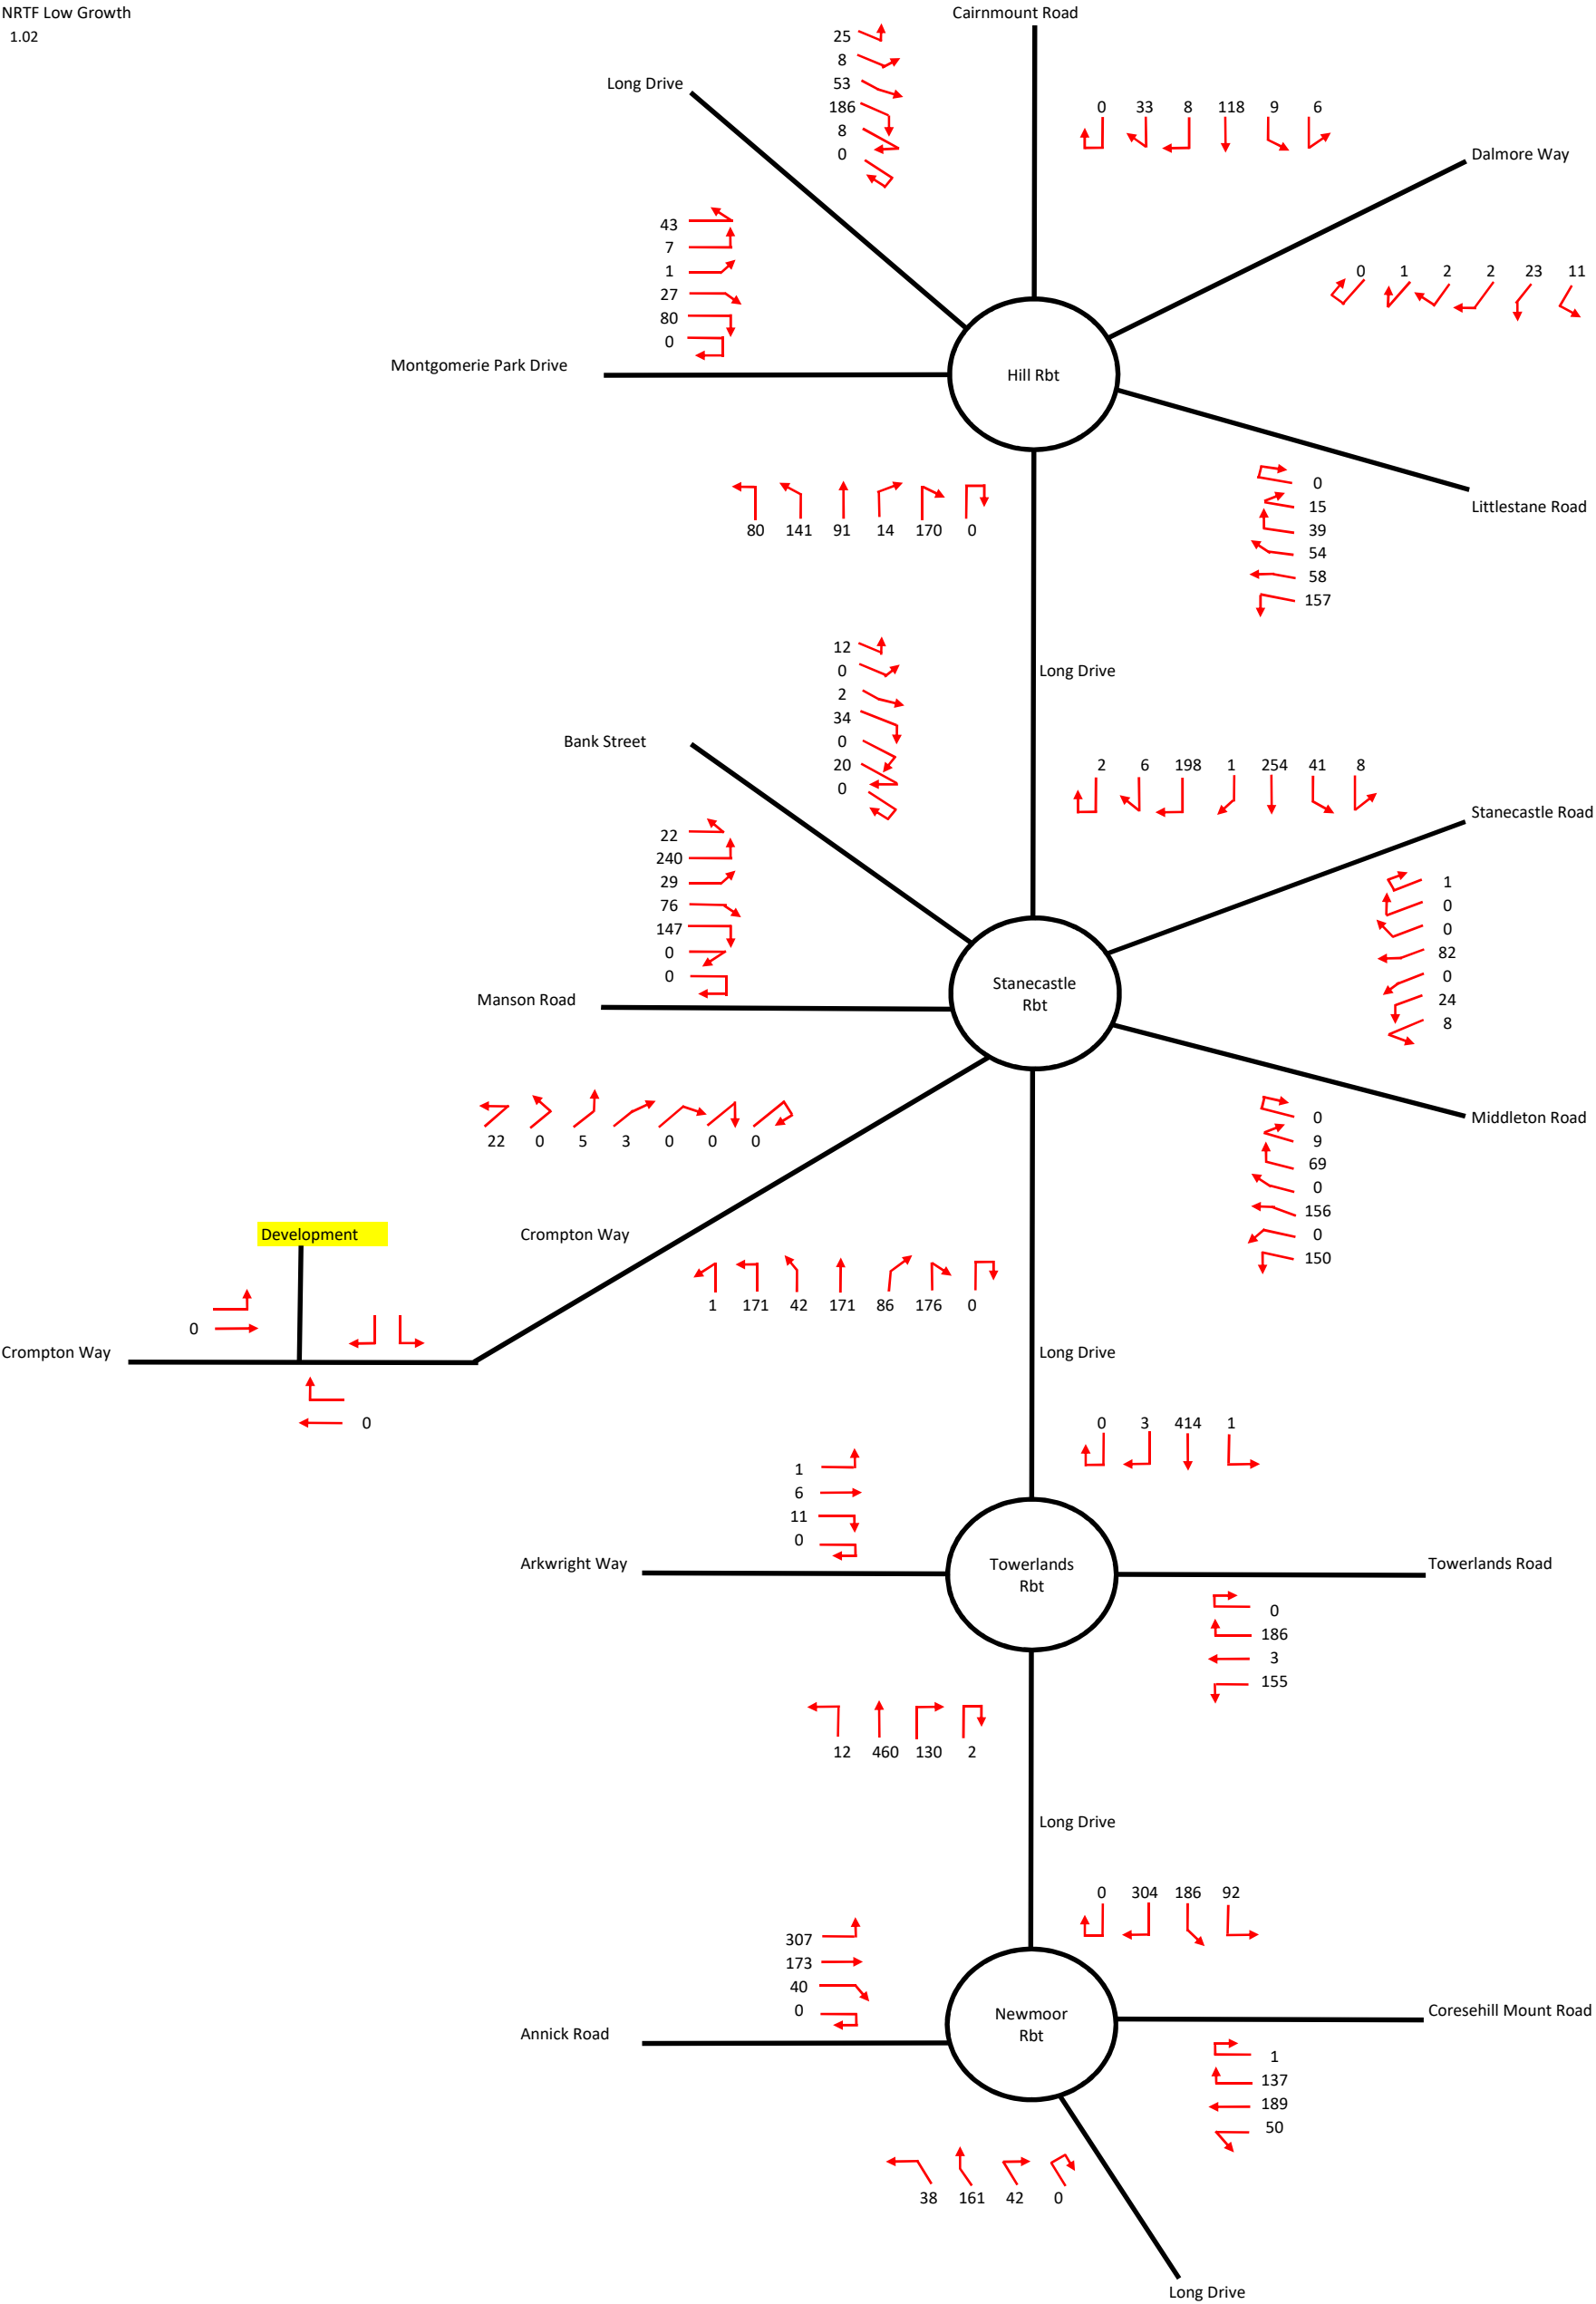 NRTF Low Growth
1.02
Cairnmount Road
Long Drive
25
8
53
186
8
0
0 33 8 118 9 6
Dalmore Way
43
7
1
27
80
0
0 1 2 2 23 11
Montgomerie Park Drive
Hill Rbt
80 141 91 14 170 0
0
15
39
54
58
157
Littlestane Road
Long Drive
12
0
2
34
0
20
0
Bank Street
2 6 198 1 254 41 8
Stanecastle Road
22
240
29
76
147
0
0
1
0
0
82
0
24
8
Manson Road
Stanecastle
Rbt
22 0 5 3 0 0 0
0
9
69
0
156
0
150
Middleton Road
Development
Crompton Way
0
1 171 42 171 86 176 0
Crompton Way
0
Long Drive
0 3 414 1
1
6
11
0
Arkwright Way
Towerlands
Rbt
Towerlands Road
0
186
3
155
12 460 130 2
Long Drive
0 304 186 92
307
173
40
0
Annick Road
Newmoor
Rbt
Coresehill Mount Road
1
137
189
50
38 161 42 0
Long Drive